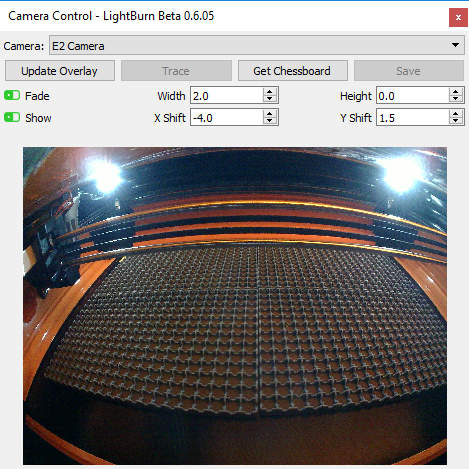 Camera Control - LightBurn Beta 0.6.05 x
Camera: E2 Camera
Update Overlay Trace Get Chessboard Save
Fade Width 2.0 Height 0.0
Show X Shift -4.0 Y Shift 1.5